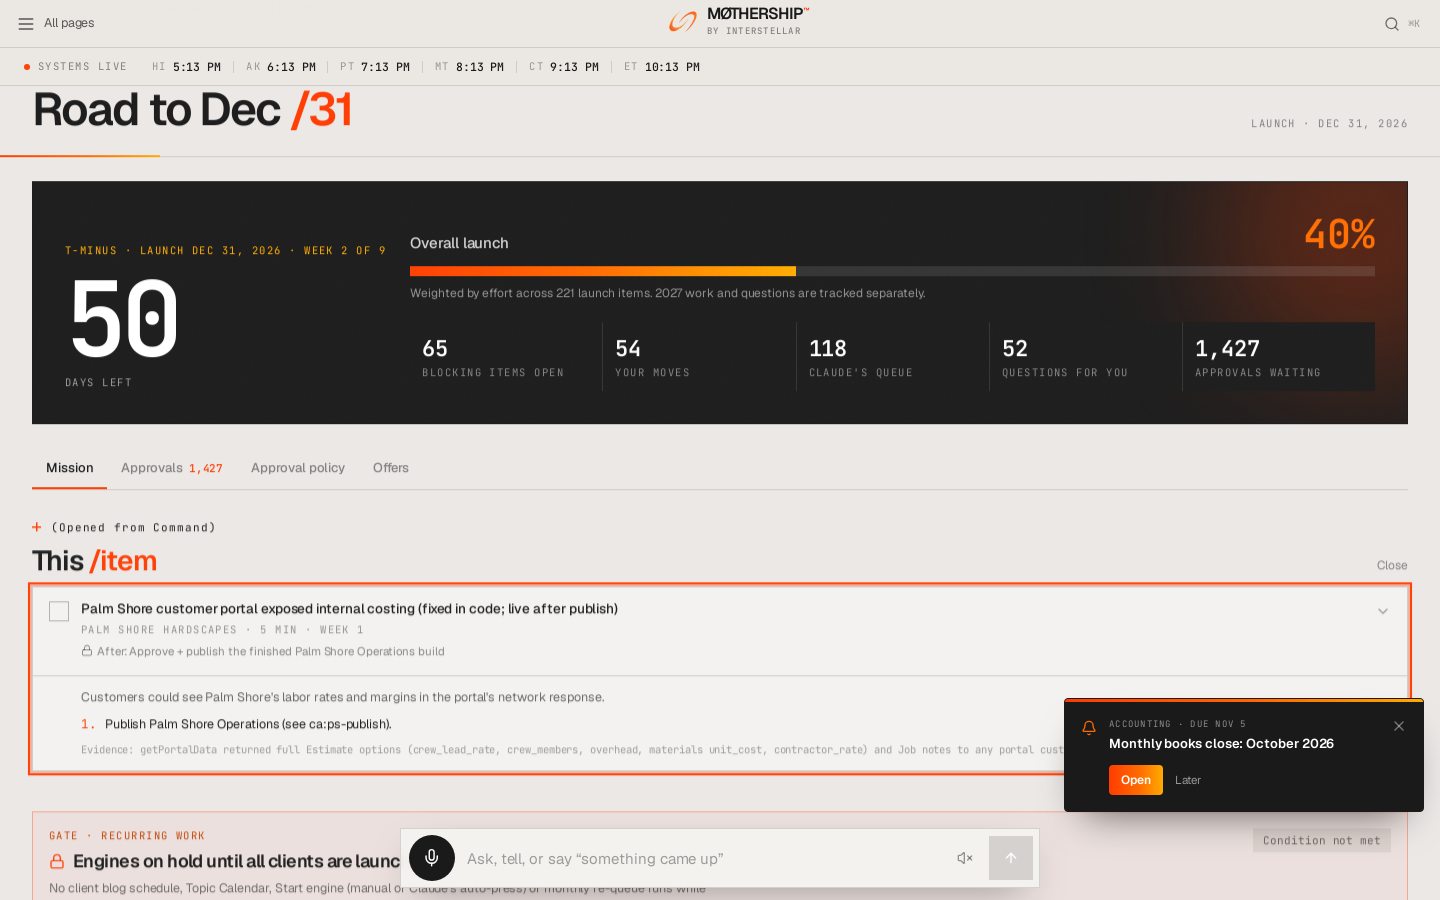 All pages
MØTHERSHIP™
BY INTERSTELLAR
⌘K
SYSTEMS LIVE HI 5:13 PM AK 6:13 PM PT 7:13 PM MT 8:13 PM CT 9:13 PM ET 10:13 PM
Road to Dec /31
LAUNCH · DEC 31, 2026
T-MINUS · LAUNCH DEC 31, 2026 · WEEK 2 OF 9
50
DAYS LEFT
Overall launch
40%
Weighted by effort across 221 launch items. 2027 work and questions are tracked separately.
65
BLOCKING ITEMS OPEN
54
YOUR MOVES
118
CLAUDE'S QUEUE
52
QUESTIONS FOR YOU
1,427
APPROVALS WAITING
Mission Approvals 1,427 Approval policy Offers
+ (Opened from Command)
This /item
Close
Palm Shore customer portal exposed internal costing (fixed in code; live after publish)
PALM SHORE HARDSCAPES · 5 MIN · WEEK 1
After: Approve + publish the finished Palm Shore Operations build
Customers could see Palm Shore's labor rates and margins in the portal's network response.
1. Publish Palm Shore Operations (see ca:ps-publish).
Evidence: getPortalData returned full Estimate options (crew_lead_rate, crew_members, overhead, materials unit_cost, contractor_rate) and Job notes to any portal cust
ACCOUNTING · DUE NOV 5
Monthly books close: October 2026
Open Later
GATE · RECURRING WORK
Condition not met
Engines on hold until all clients are launc
No client blog schedule, Topic Calendar, Start engine (manual or Claude's auto-press) or monthly re-queue runs while
Ask, tell, or say “something came up”